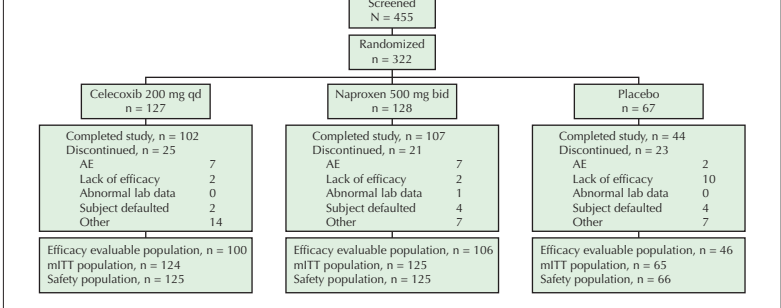 Screened
N = 455
Randomized
n = 322
Celecoxib 200 mg qd
n = 127
Naproxen 500 mg bid
n = 128
Placebo
n = 67
Completed study, n = 102
Discontinued, n = 25
AE 7
Lack of efficacy 2
Abnormal lab data 0
Subject defaulted 2
Other 14
Completed study, n = 107
Discontinued, n = 21
AE 7
Lack of efficacy 2
Abnormal lab data 1
Subject defaulted 4
Other 7
Completed study, n = 44
Discontinued, n = 23
AE 2
Lack of efficacy 10
Abnormal lab data 0
Subject defaulted 4
Other 7
Efficacy evaluable population, n = 100
mITT population, n = 124
Safety population, n = 125
Efficacy evaluable population, n = 106
mITT population, n = 125
Safety population, n = 125
Efficacy evaluable population, n = 46
mITT population, n = 65
Safety population, n = 66